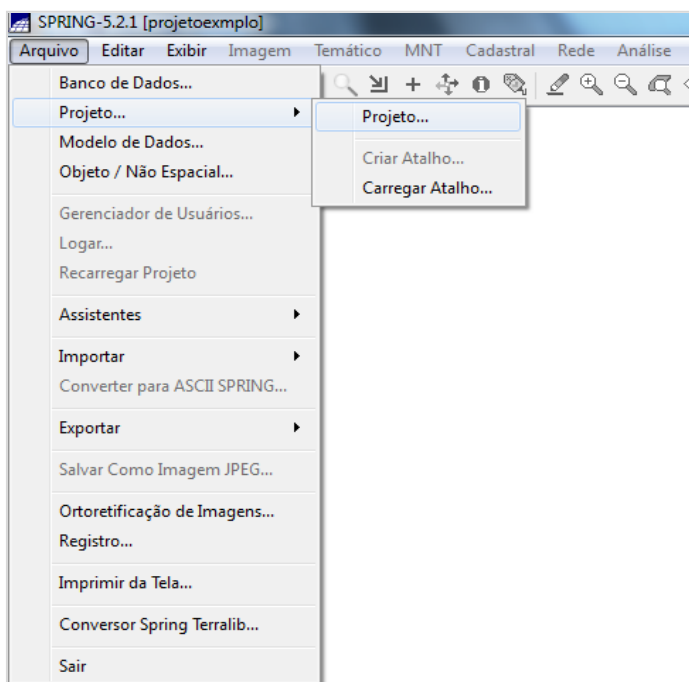 SPRING-5.2.1 [projetoexmplo]
Arquivo Editar Exibir Imagem Temático MNT Cadastral Rede Análise
Banco de Dados...
Projeto...
Projeto...
Modelo de Dados...
Criar Atalho...
Objeto / Não Espacial...
Carregar Atalho...
Gerenciador de Usuários...
Logar...
Recarregar Projeto
Assistentes
Importar
Converter para ASCII SPRING...
Exportar
Salvar Como Imagem JPEG...
Ortoretificação de Imagens...
Registro...
Imprimir da Tela...
Conversor Spring Terralib...
Sair